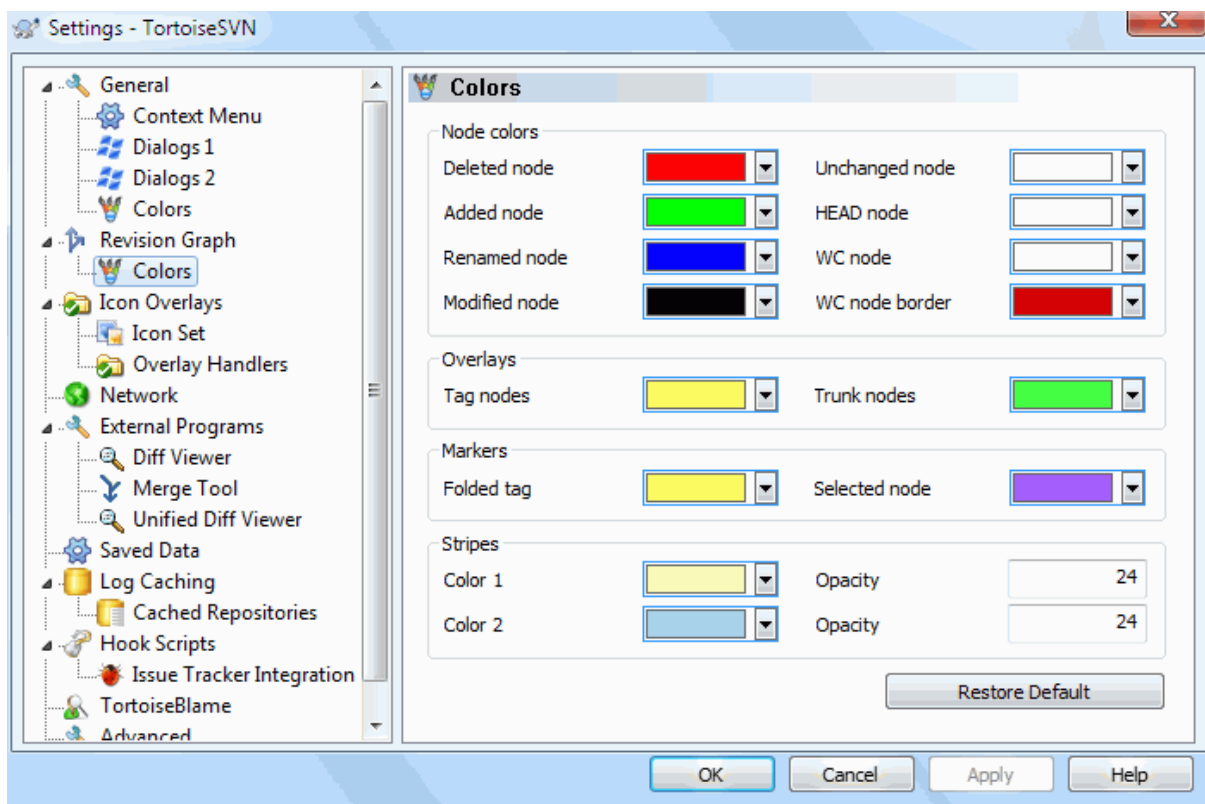 Settings - TortoiseSVN
X
General
Context Menu
Dialogs 1
Dialogs 2
Colors
Revision Graph
Colors
Icon Overlays
Icon Set
Overlay Handlers
Network
External Programs
Diff Viewer
Merge Tool
Unified Diff Viewer
Saved Data
Log Caching
Cached Repositories
Hook Scripts
Issue Tracker Integration
TortoiseBlame
Advanced
Colors
Node colors
Deleted node Unchanged node
Added node HEAD node
Renamed node WC node
Modified node WC node border
Overlays
Tag nodes Trunk nodes
Markers
Folded tag Selected node
Stripes
Color 1 Opacity 24
Color 2 Opacity 24
Restore Default
OK Cancel Apply Help